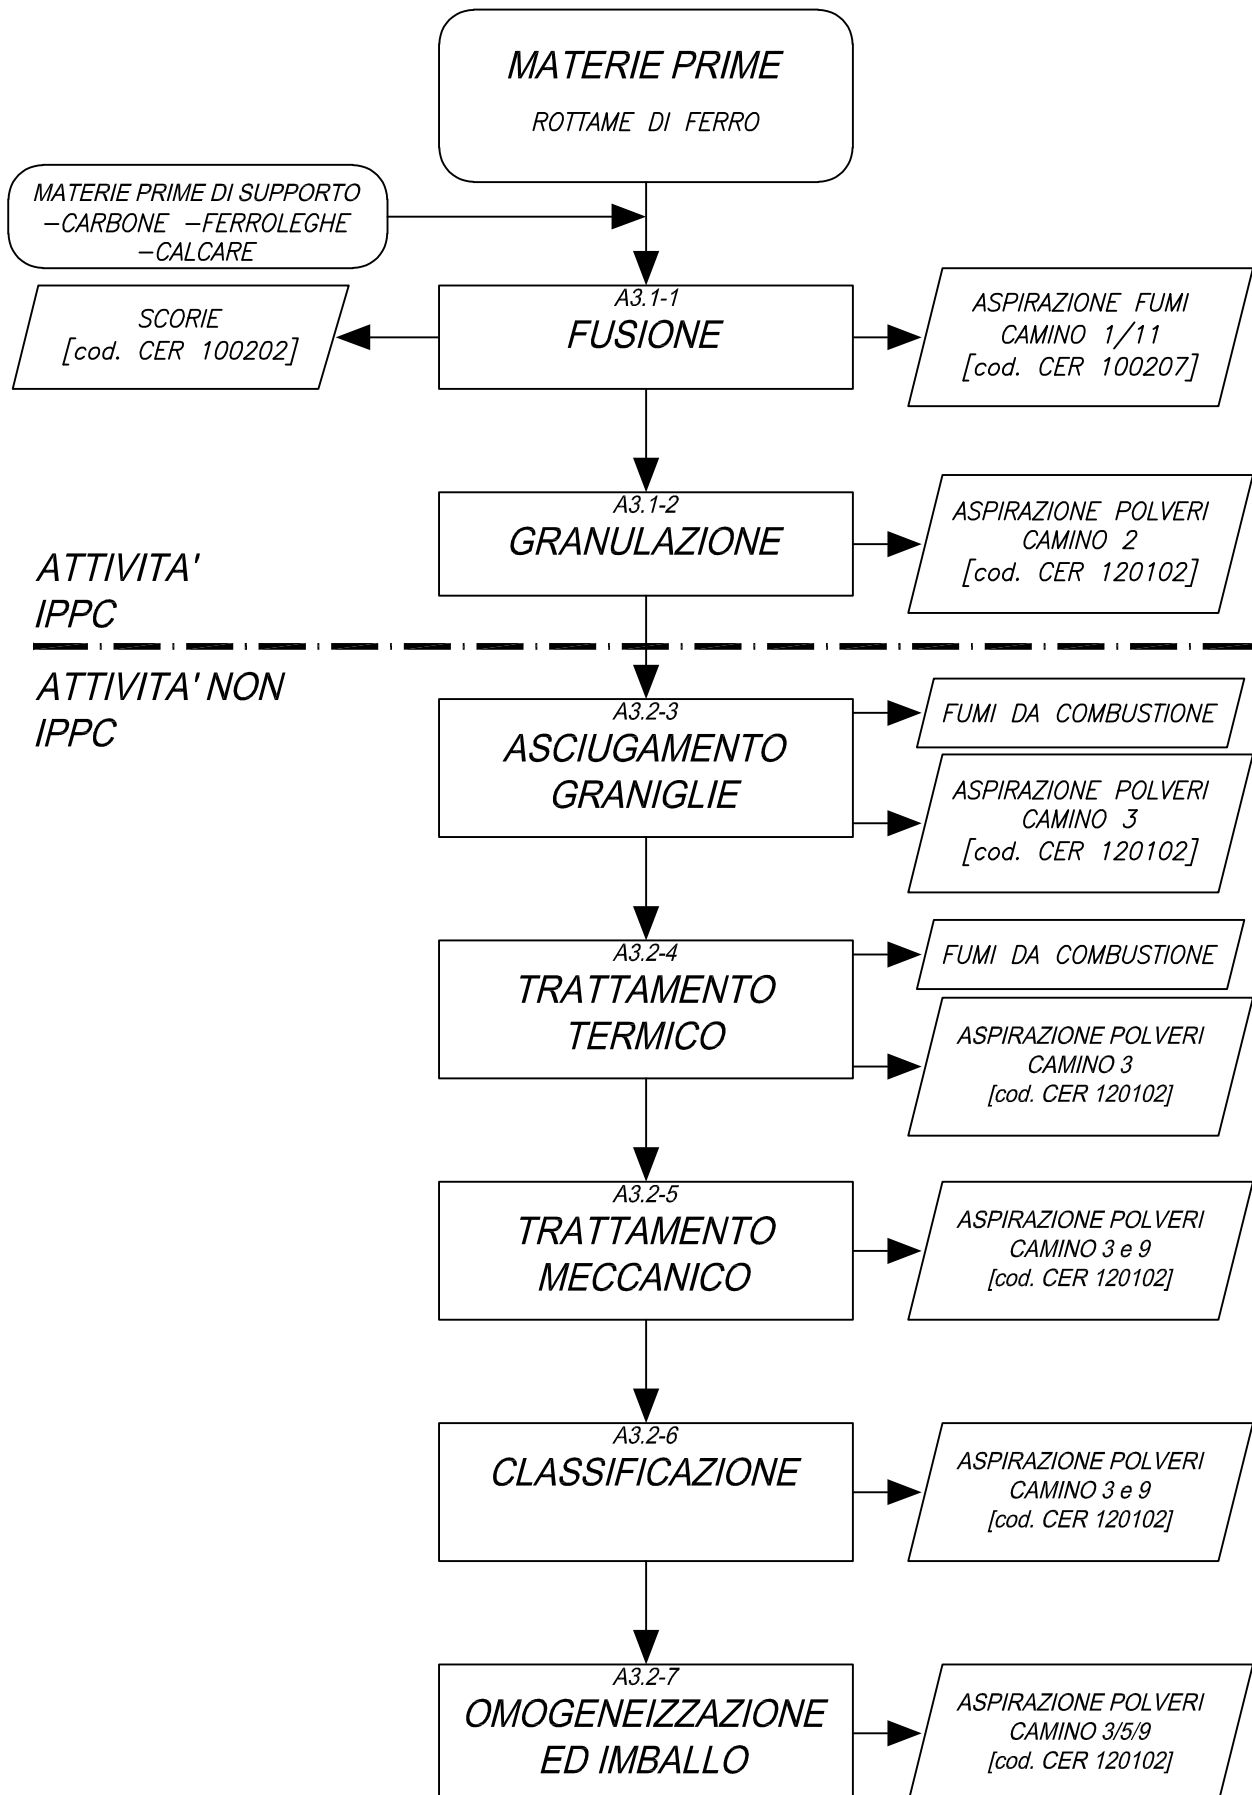 MATERIE PRIME
ROTTAME DI FERRO
MATERIE PRIME DI SUPPORTO
-CARBONE -FERROLEGHE
-CALCARE
SCORIE
[cod. CER 100202]
A3.1-1
FUSIONE
ASPIRAZIONE FUMI
CAMINO 1/11
[cod. CER 100207]
A3.1-2
GRANULAZIONE
ASPIRAZIONE POLVERI
CAMINO 2
[cod. CER 120102]
ATTIVITA'
IPPC
ATTIVITA' NON
IPPC
A3.2-3
ASCIUGAMENTO
GRANIGLIE
FUMI DA COMBUSTIONE
ASPIRAZIONE POLVERI
CAMINO 3
[cod. CER 120102]
A3.2-4
TRATTAMENTO
TERMICO
FUMI DA COMBUSTIONE
ASPIRAZIONE POLVERI
CAMINO 3
[cod. CER 120102]
A3.2-5
TRATTAMENTO
MECCANICO
ASPIRAZIONE POLVERI
CAMINO 3 e 9
[cod. CER 120102]
A3.2-6
CLASSIFICAZIONE
ASPIRAZIONE POLVERI
CAMINO 3 e 9
[cod. CER 120102]
A3.2-7
OMOGENEIZZAZIONE
ED IMBALLO
ASPIRAZIONE POLVERI
CAMINO 3/5/9
[cod. CER 120102]